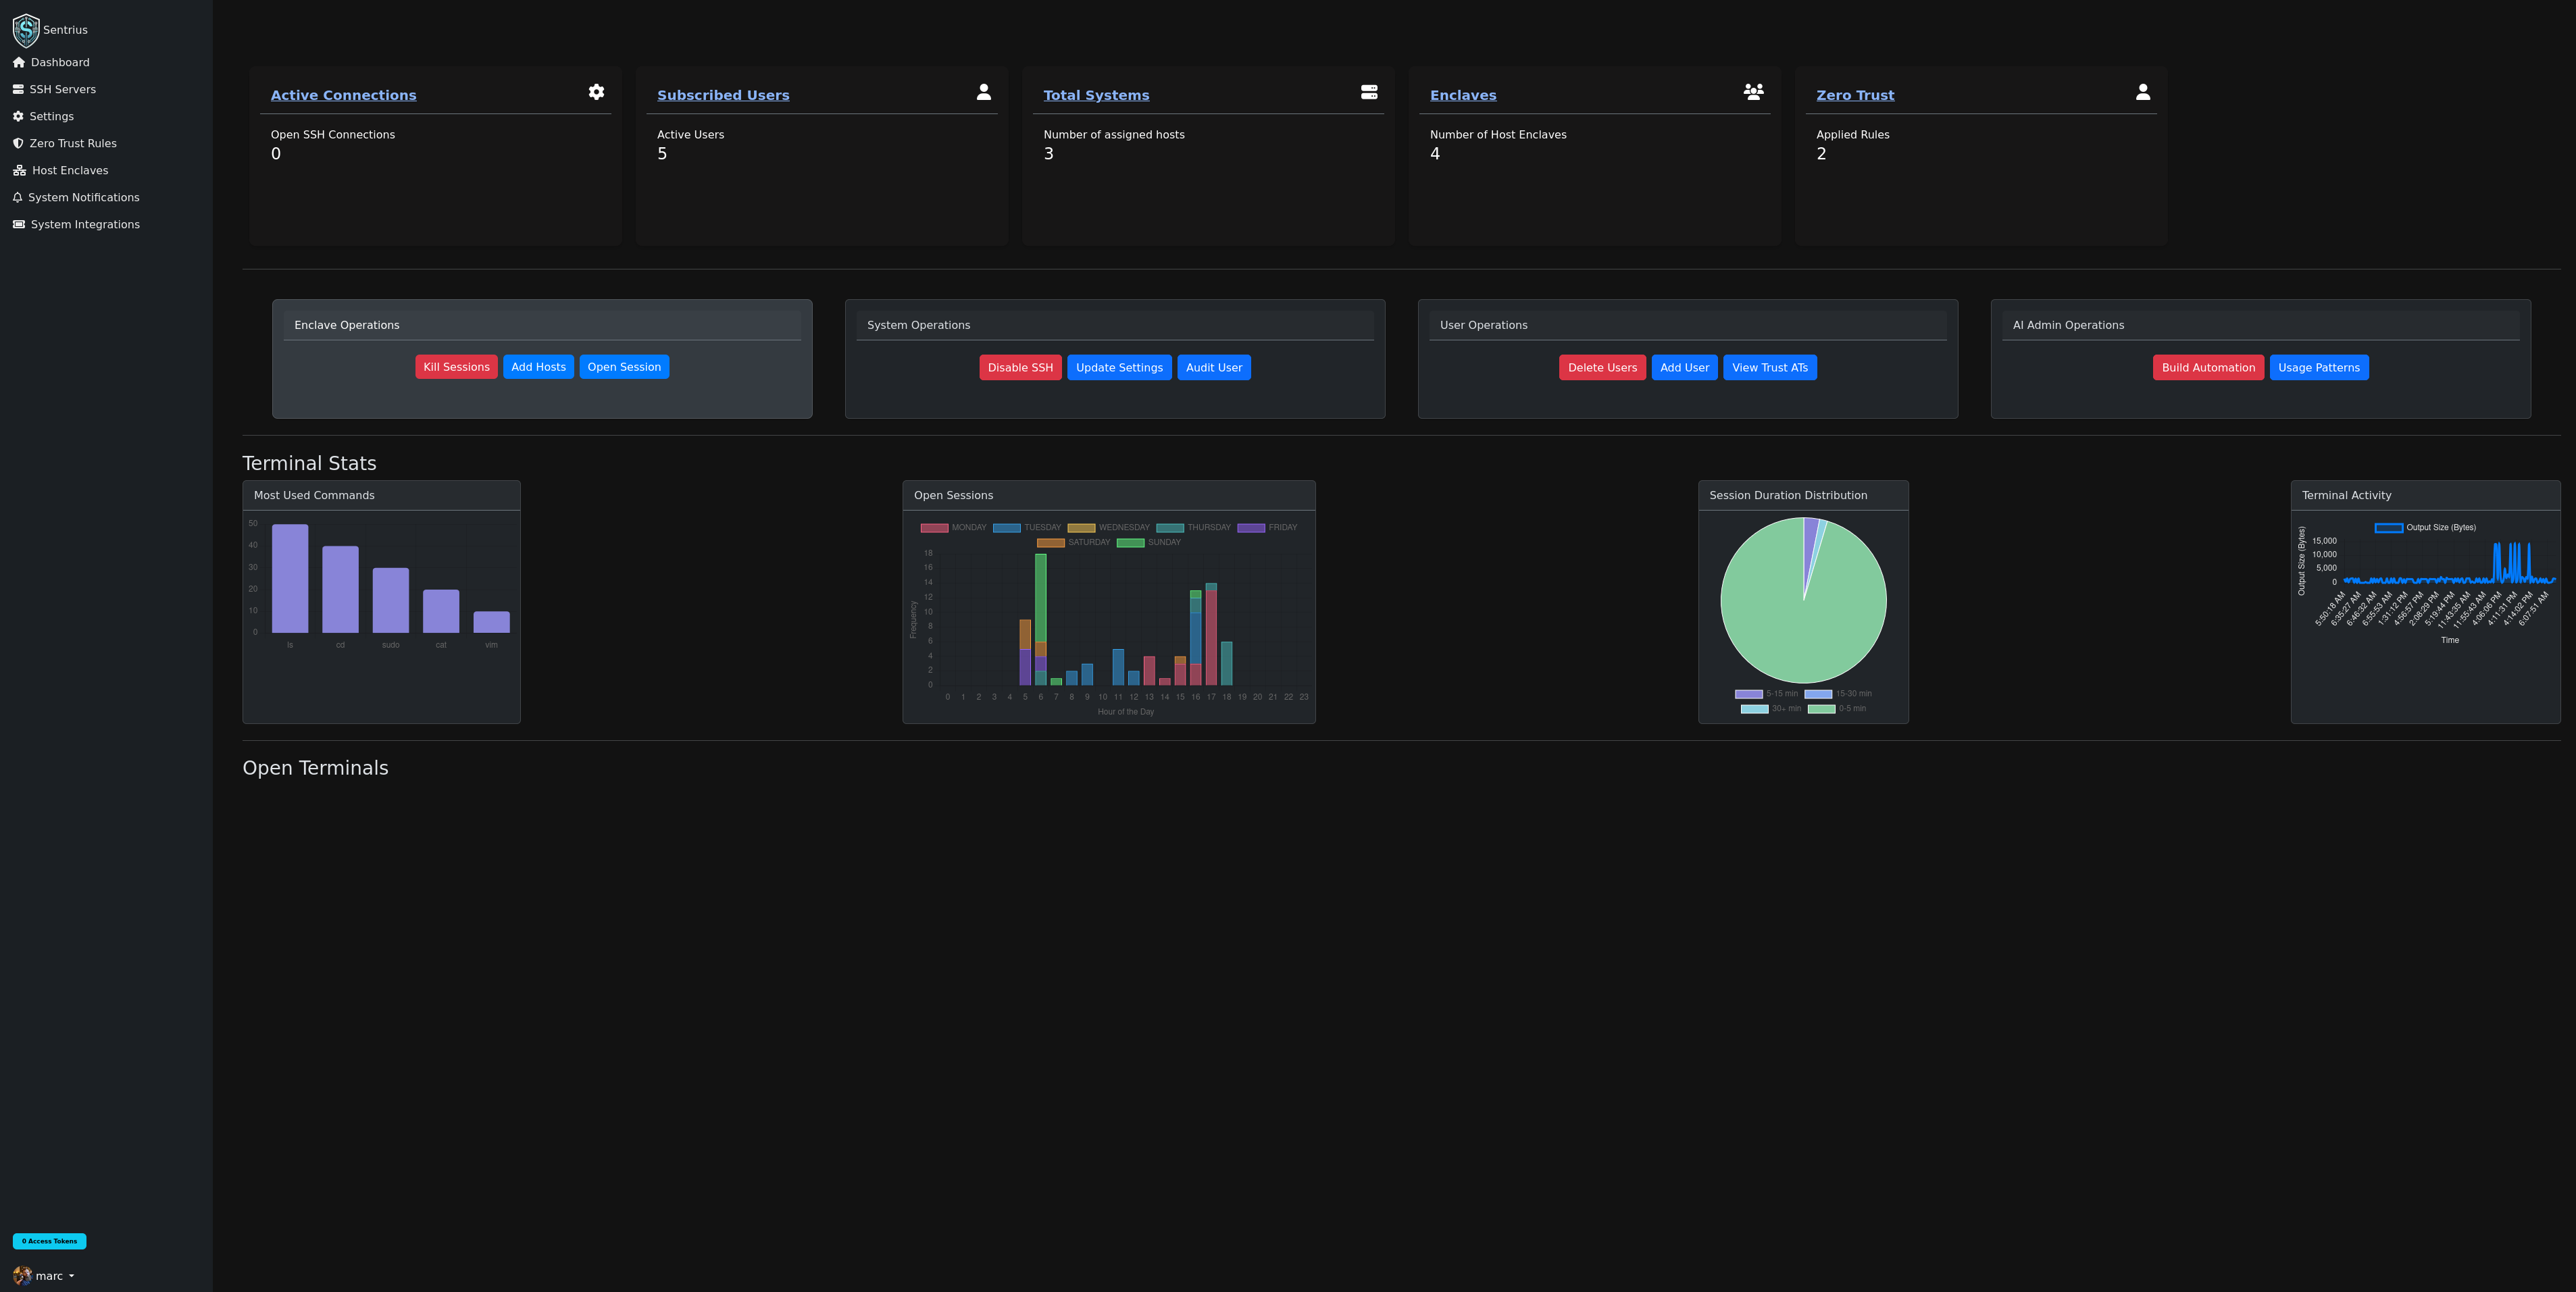 Sentrius
Dashboard
SSH Servers
Settings
Zero Trust Rules
Host Enclaves
System Notifications
System Integrations
0 Access Tokens
marc
Active Connections
Open SSH Connections
0
Subscribed Users
Active Users
5
Total Systems
Number of assigned hosts
3
Enclaves
Number of Host Enclaves
4
Zero Trust
Applied Rules
2
Enclave Operations
Kill Sessions Add Hosts Open Session
System Operations
Disable SSH Update Settings Audit User
User Operations
Delete Users Add User View Trust ATs
AI Admin Operations
Build Automation Usage Patterns
Terminal Stats
Most Used Commands
50
40
30
20
10
0
ls cd sudo cat vim
Open Sessions
MONDAY TUESDAY WEDNESDAY THURSDAY FRIDAY
SATURDAY SUNDAY
18
16
14
12
10
8
6
4
2
0
Frequency
0 1 2 3 4 5 6 7 8 9 10 11 12 13 14 15 16 17 18 19 20 21 22 23
Hour of the Day
Session Duration Distribution
5-15 min 15-30 min
30+ min 0-5 min
Terminal Activity
Output Size (Bytes)
Output Size (Bytes)
15,000
10,000
5,000
0
5:50:18 AM
6:35:27 AM
6:46:32 AM
6:55:53 AM
1:31:12 PM
4:56:57 PM
2:08:29 PM
5:19:44 PM
11:43:35 AM
11:55:43 AM
4:06:06 PM
4:11:31 PM
4:14:02 PM
6:07:51 AM
Time
Open Terminals